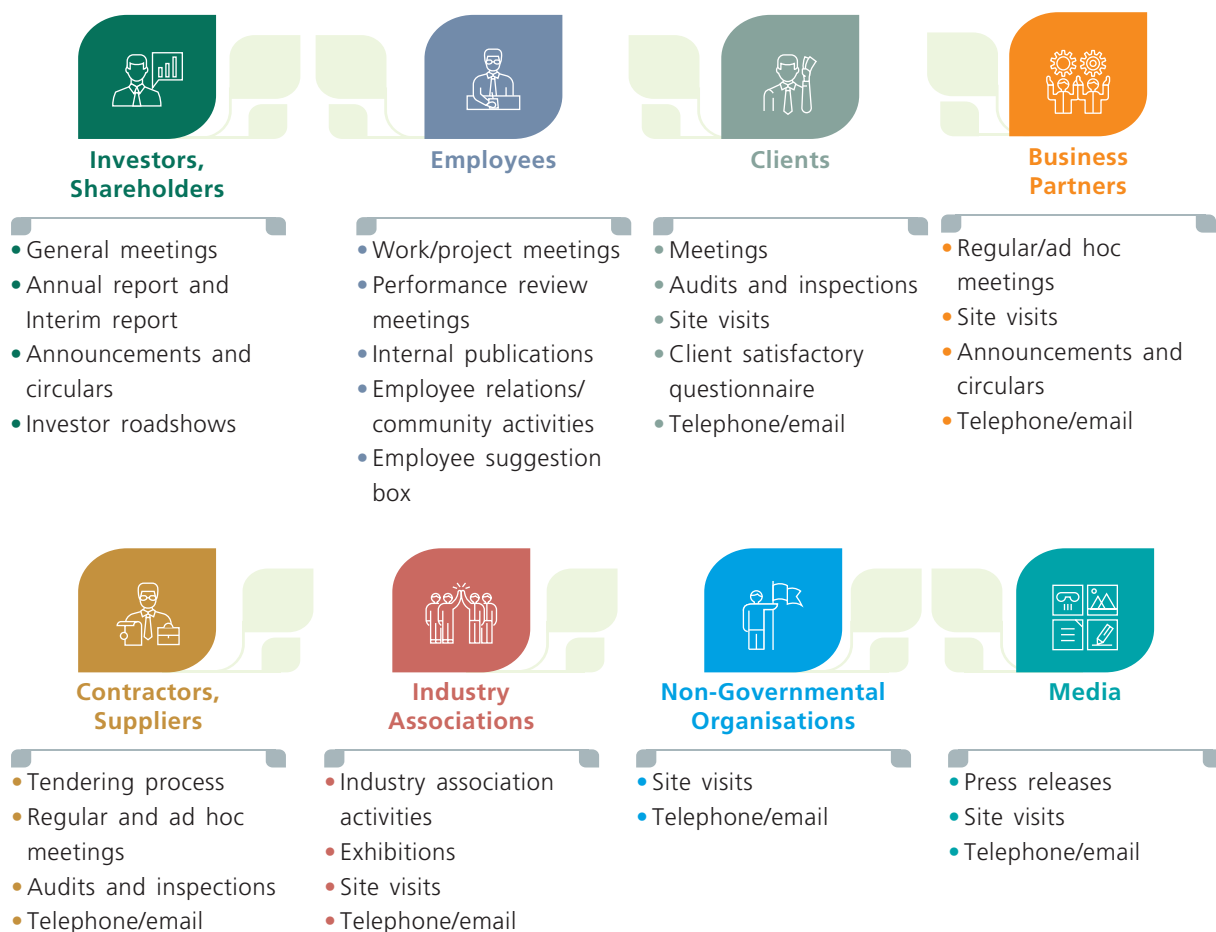 Investors,
Shareholders
• General meetings
• Annual report and
Interim report
• Announcements and
circulars
• Investor roadshows
Employees
• Work/project meetings
• Performance review
meetings
• Internal publications
• Employee relations/
community activities
• Employee suggestion
box
Clients
• Meetings
• Audits and inspections
• Site visits
• Client satisfactory
questionnaire
• Telephone/email
Business
Partners
• Regular/ad hoc
meetings
• Site visits
• Announcements and
circulars
• Telephone/email
Contractors,
Suppliers
• Tendering process
• Regular and ad hoc
meetings
• Audits and inspections
• Telephone/email
Industry
Associations
• Industry association
activities
• Exhibitions
• Site visits
• Telephone/email
Non-Governmental
Organisations
• Site visits
• Telephone/email
Media
• Press releases
• Site visits
• Telephone/email